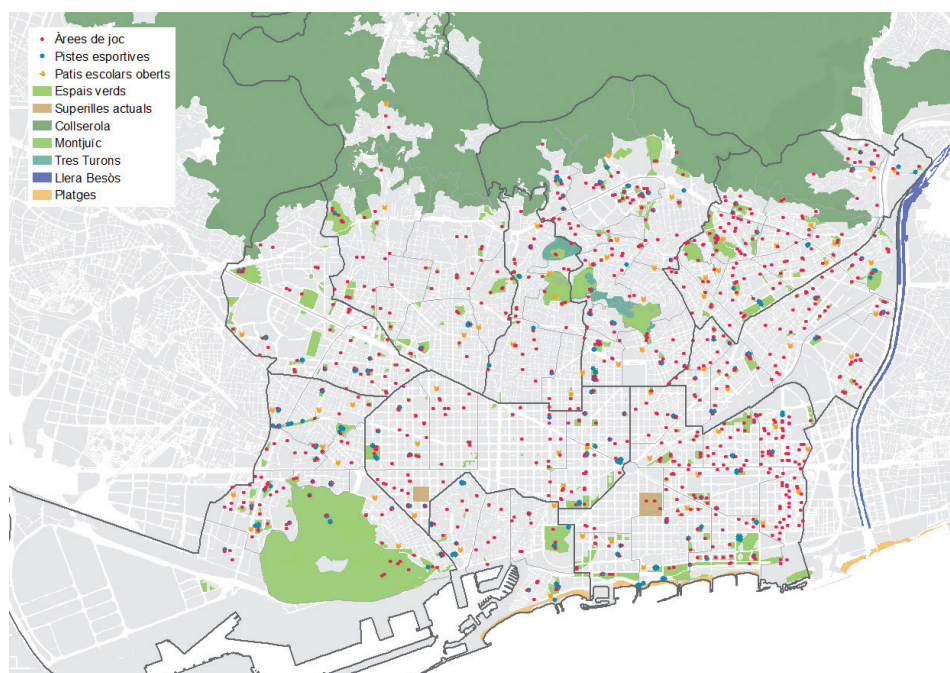 Àrees de joc
Pistes esportives
Patis escolars oberts
Espais verds
Superilles actuals
Collserola
Montjuïc
Tres Turons
Llera Besòs
Platges